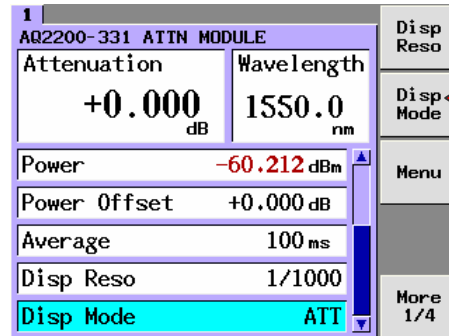 1
AQ2200-331 ATTN MODULE
Attenuation
+0.000
dB
Wavelength
1550.0
nm
Power -60.212 dBm
Power Offset +0.000 dB
Average 100 ms
Disp Reso 1/1000
Disp Mode ATT
Disp
Reso
Disp
Mode
Menu
More
1/4